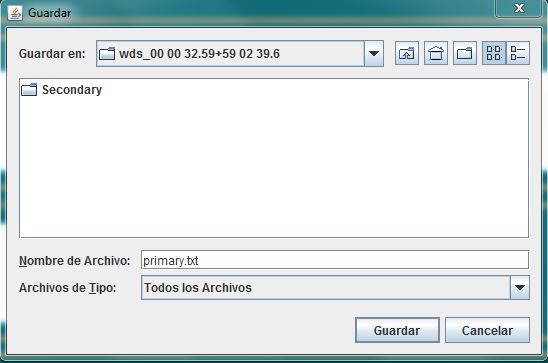 Guardar
Guardar en: wds_00 00 32.59+59 02 39.6
Secondary
Nombre de Archivo: primary.txt
Archivos de Tipo: Todos los Archivos
Guardar Cancelar